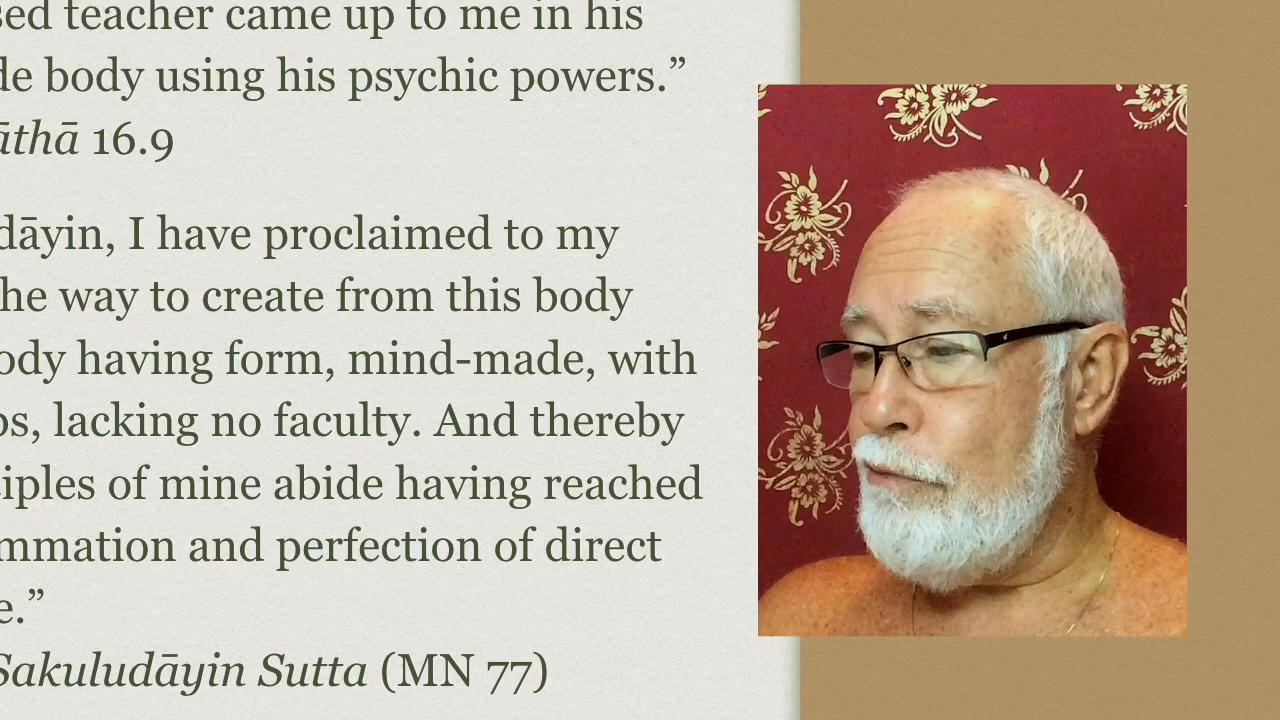 sed teacher came up to me in his
de body using his psychic powers.”
āthā 16.9
dāyin, I have proclaimed to my
he way to create from this body
ody having form, mind-made, with
bs, lacking no faculty. And thereby
iples of mine abide having reached
mmation and perfection of direct
e.”
Sakuludāyin Sutta (MN 77)